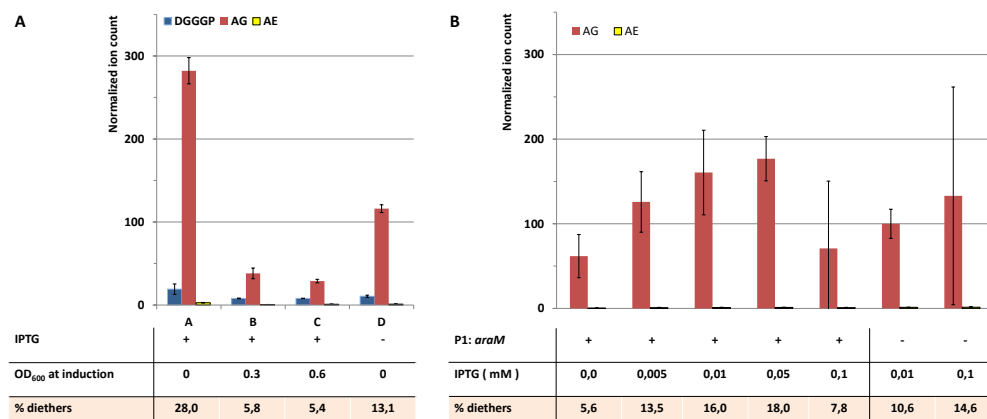 A
DGGGP AG AE
Normalized ion count
300
200
100
0
A B C D
IPTG + + + -
OD600 at induction 0 0.3 0.6 0
% diethers 28,0 5,8 5,4 13,1
B
AG AE
Normalized ion count
300
200
100
0
P1: araM + + + + + - -
IPTG ( mM ) 0,0 0,005 0,01 0,05 0,1 0,01 0,1
% diethers 5,6 13,5 16,0 18,0 7,8 10,6 14,6